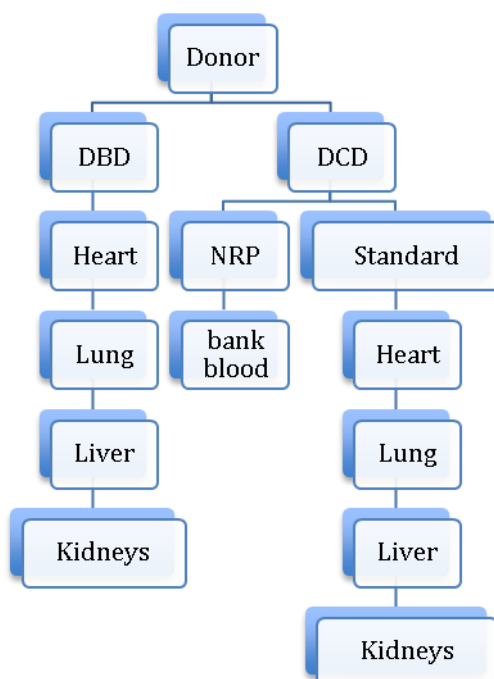 Donor
DBD
DCD
Heart
NRP
Standard
Lung
bank
blood
Heart
Liver
Lung
Kidneys
Liver
Kidneys